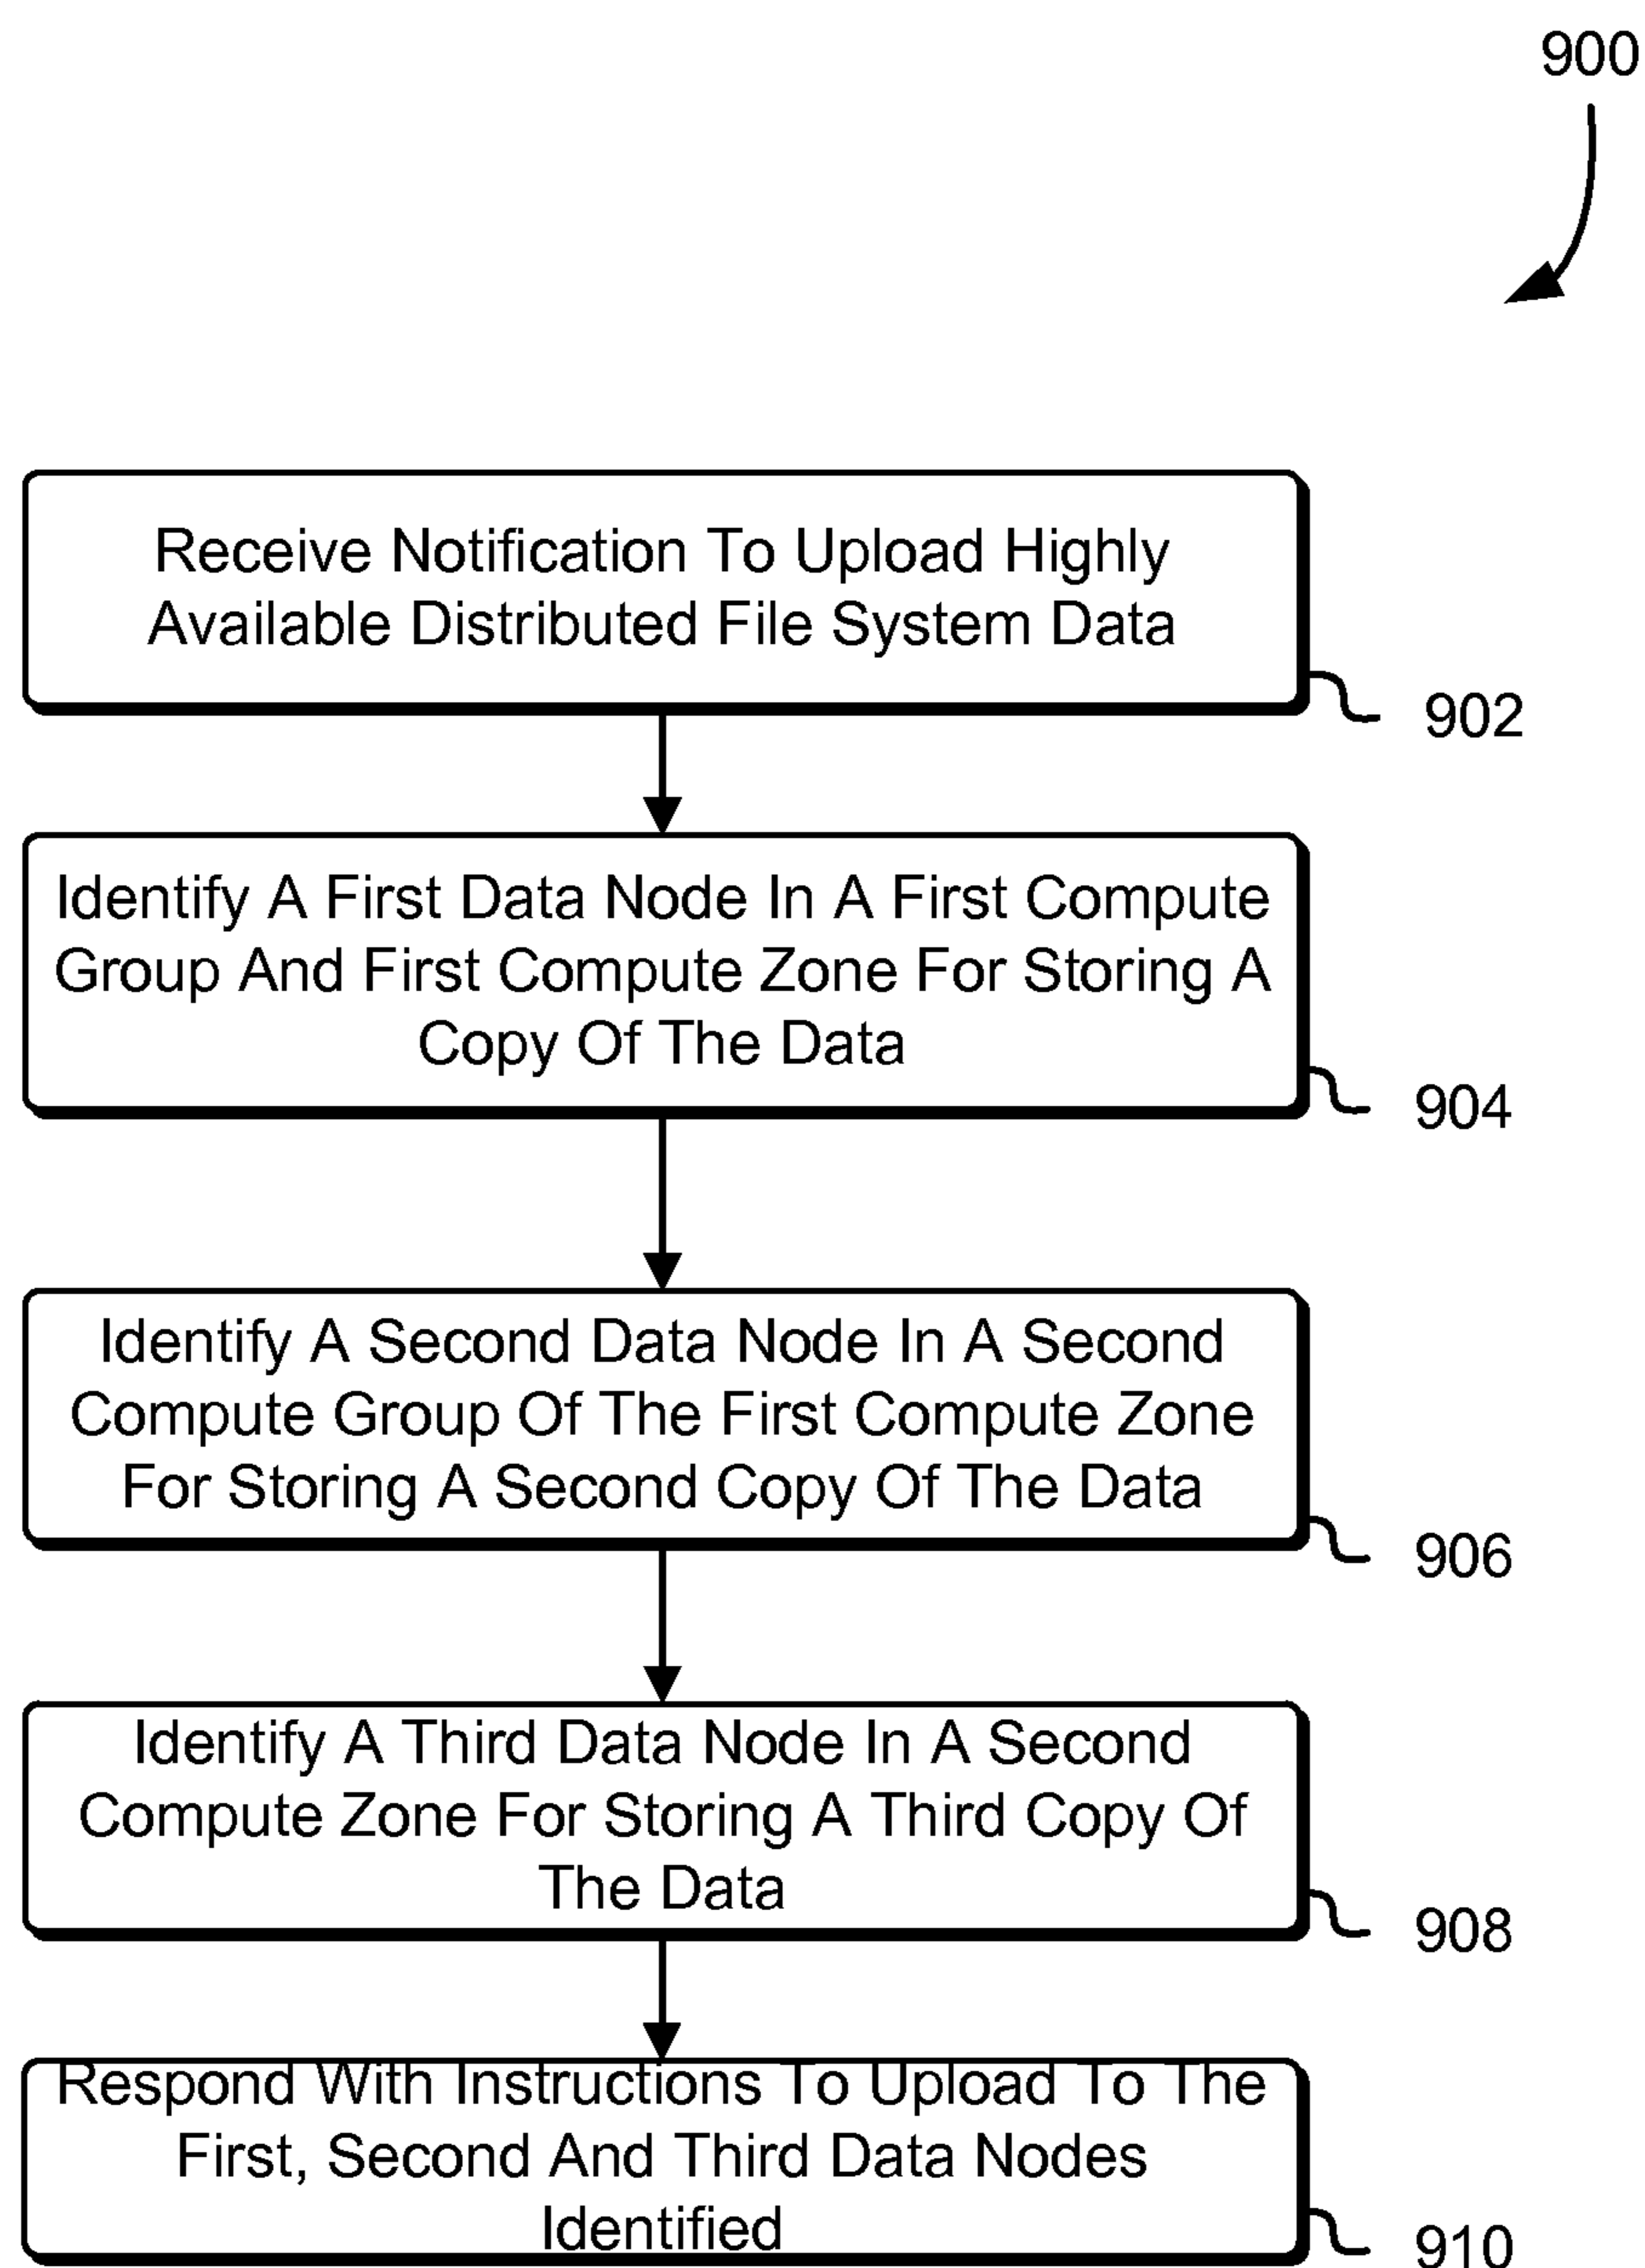 900
Receive Notification To Upload Highly
Available Distributed File System Data
902
Identify A First Data Node In A First Compute
Group And First Compute Zone For Storing A
Copy Of The Data
904
Identify A Second Data Node In A Second
Compute Group Of The First Compute Zone
For Storing A Second Copy Of The Data
906
Identify A Third Data Node In A Second
Compute Zone For Storing A Third Copy Of
The Data
908
Respond With Instructions To Upload To The
First, Second And Third Data Nodes
Identified
910